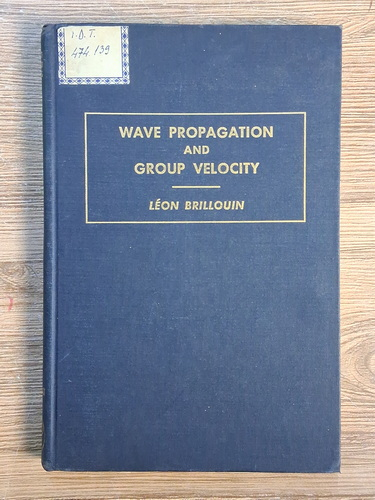 I.D.T.
474 139
WAVE PROPAGATION
AND
GROUP VELOCITY
LÉON BRILLOUIN